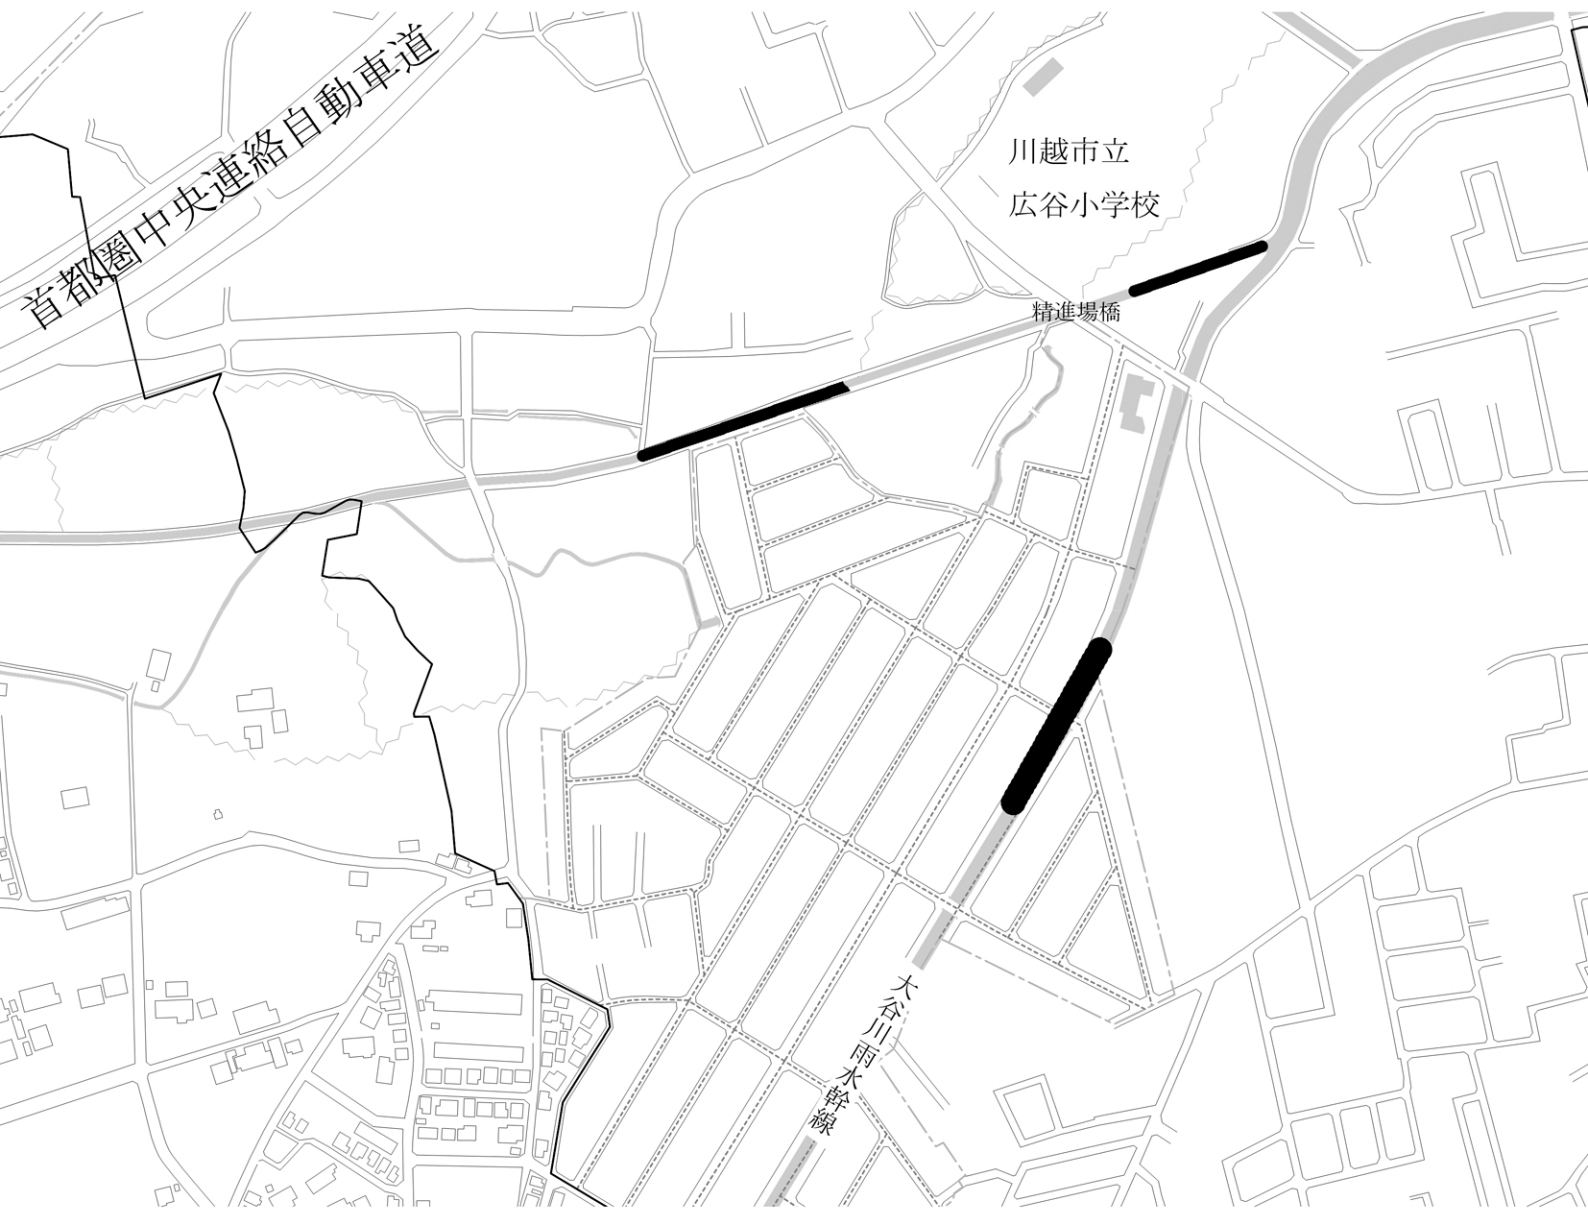 首都圏中央連絡自動車道
川越市立
広谷小学校
精進場橋
大谷川雨水幹線